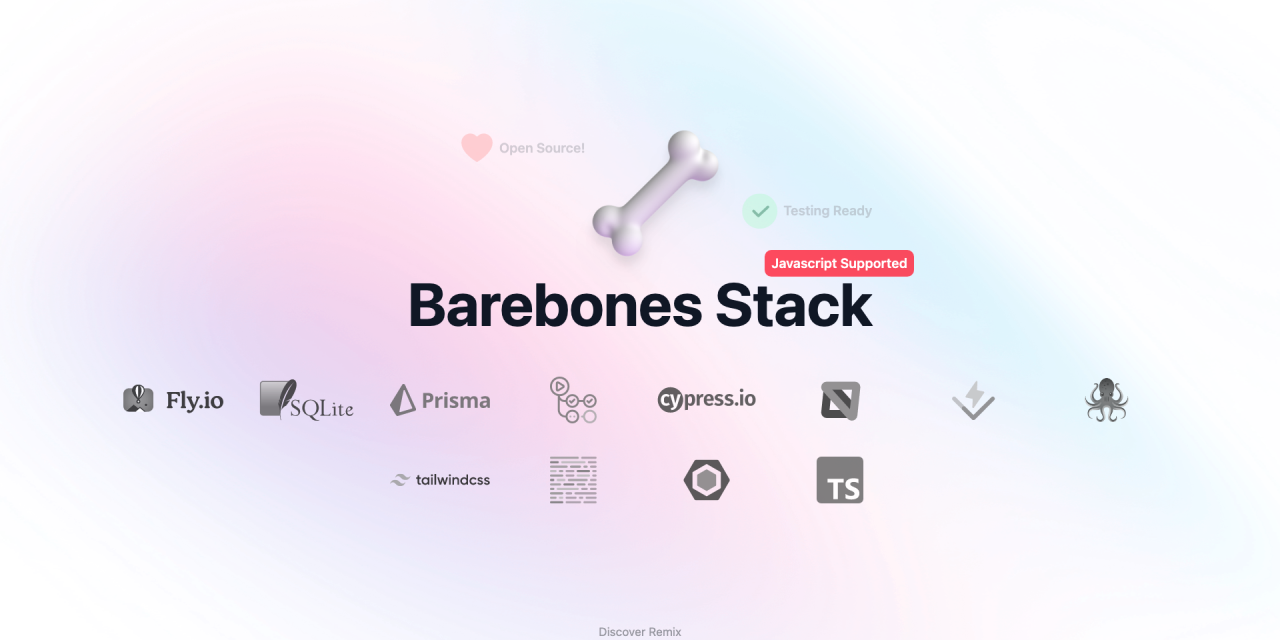 Open Source!
Testing Ready
Javascript Supported
Barebones Stack
Fly.io
SQLite
Prisma
cypress.io
tailwindcss
TS
Discover Remix